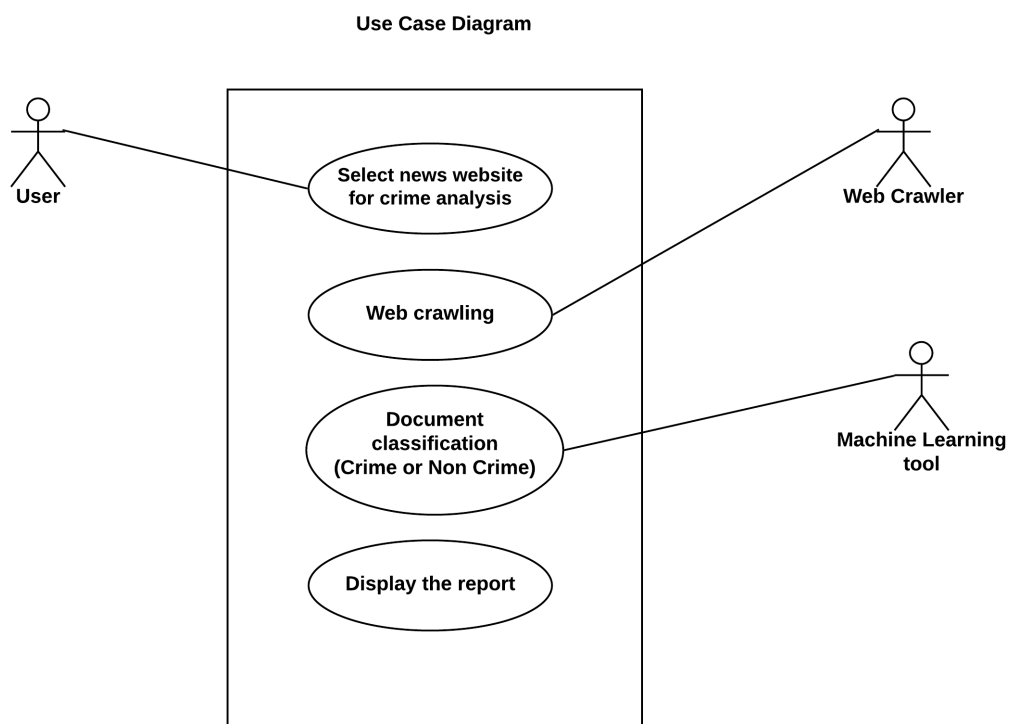 Use Case Diagram
User
Select news website
for crime analysis
Web Crawler
Web crawling
Document
classification
(Crime or Non Crime)
Machine Learning
tool
Display the report